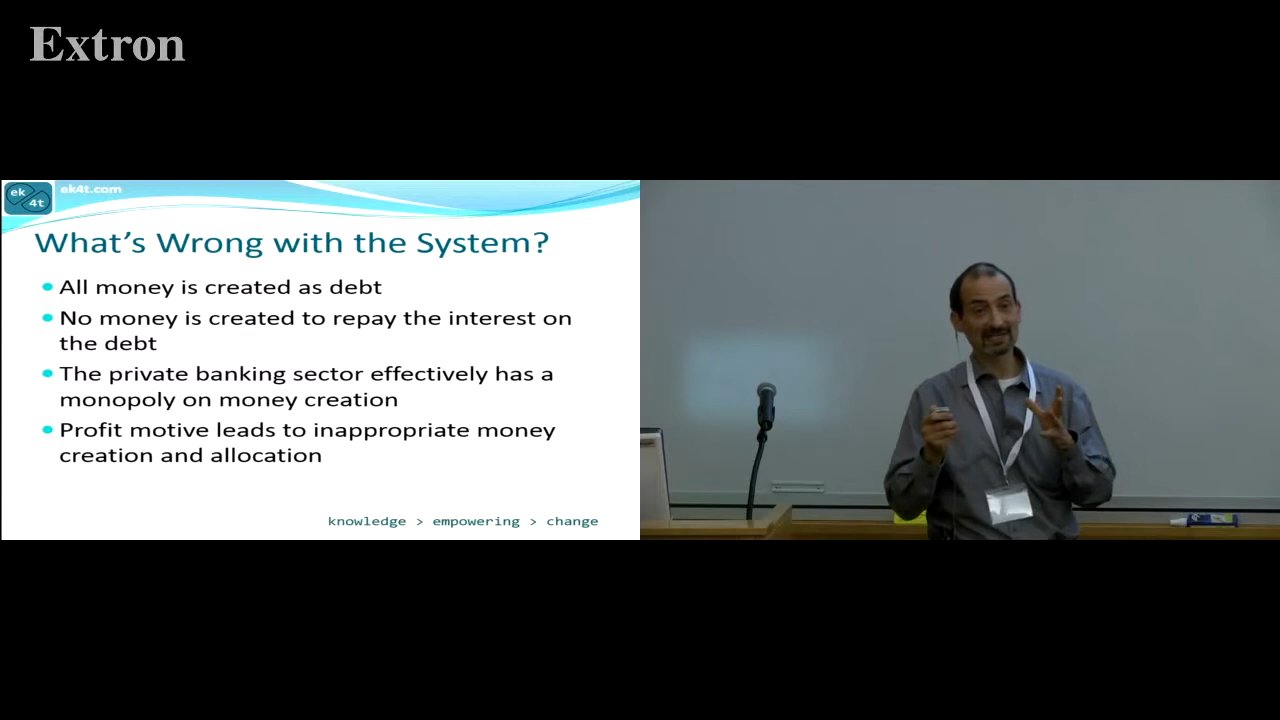 Extron
ek
4t
ek4t.com
What's Wrong with the System?
All money is created as debt
No money is created to repay the interest on
the debt
The private banking sector effectively has a
monopoly on money creation
Profit motive leads to inappropriate money
creation and allocation
knowledge > empowering > change